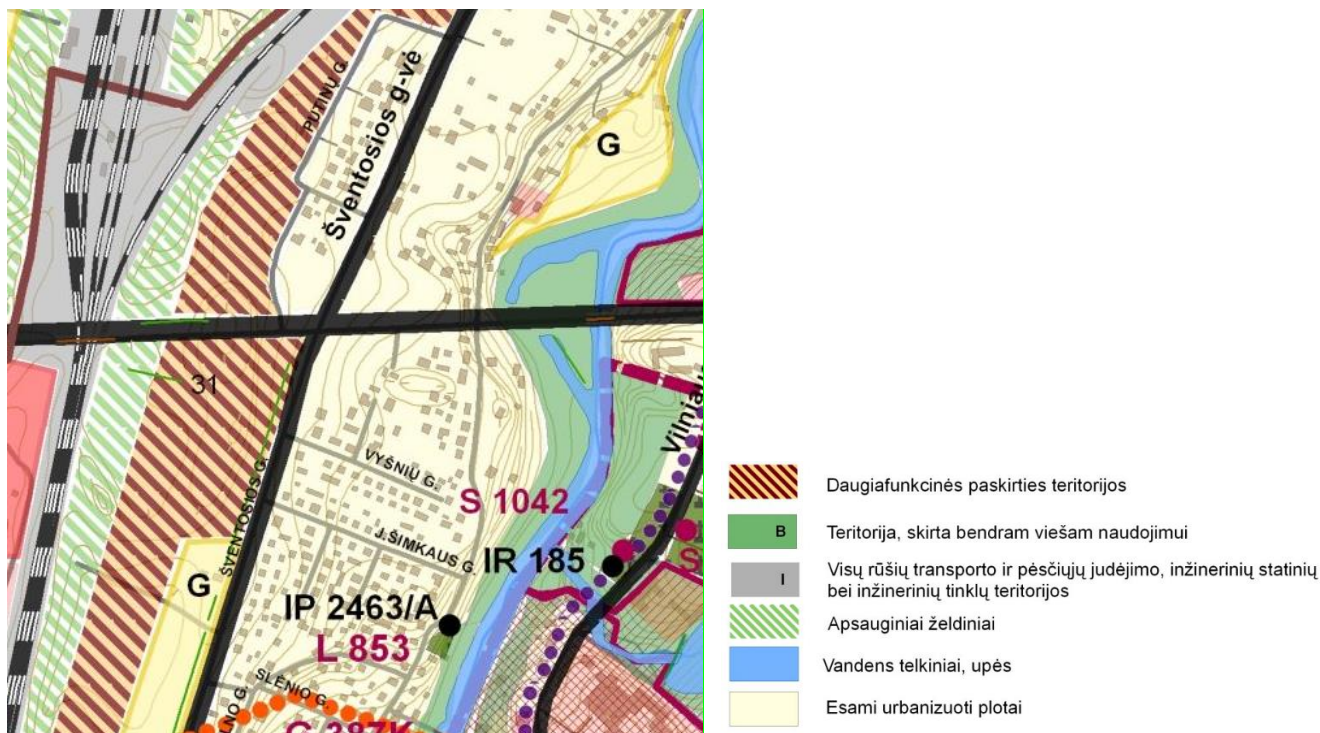 PUTINŲ G.
Šventosios g-vė
G
31
Vilniaus
VYŠNIŲ G.
S 1042
ŠVENTOSIOS G.
J.ŠIMKAUS G.
IR 185
S
G
IP 2463/A
L 853
SLĖNIO G.
G 387K
Daugiafunkcinės paskirties teritorijos
B Teritorija, skirta bendram viešam naudojimui
I Visų rūšių transporto ir pėsčiųjų judėjimo, inžinerinių statinių
bei inžinerinių tinklų teritorijos
Apsauginiai želdiniai
Vandens telkiniai, upės
Esami urbanizuoti plotai